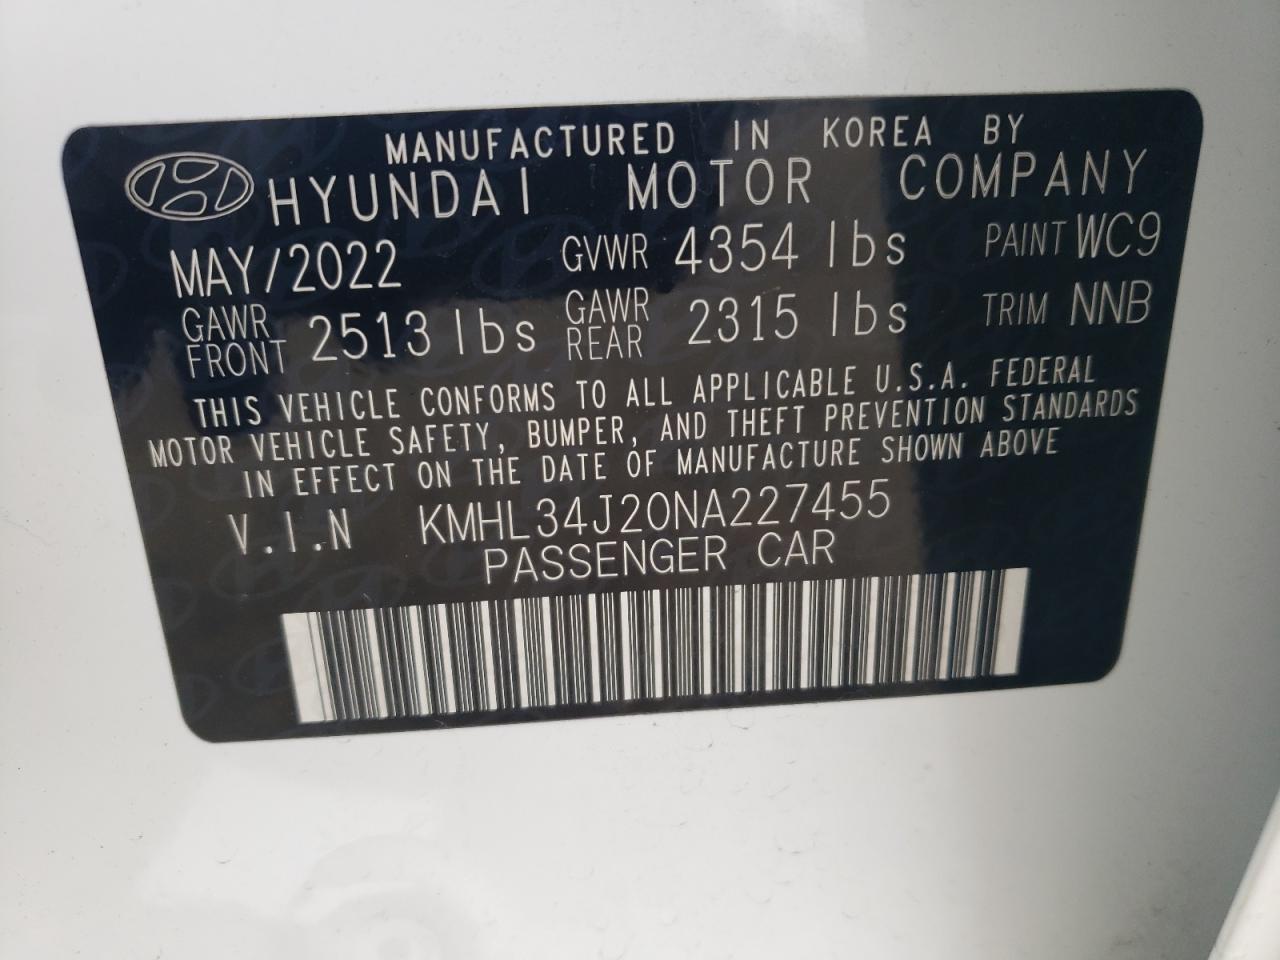 MANUFACTURED IN KOREA BY
HYUNDAI MOTOR COMPANY
MAY/2022 GVWR 4354 lbs PAINT WC9
GAWR FRONT 2513 lbs GAWR REAR 2315 lbs TRIM NNB
THIS VEHICLE CONFORMS TO ALL APPLICABLE U.S.A. FEDERAL
MOTOR VEHICLE SAFETY, BUMPER, AND THEFT PREVENTION STANDARDS
IN EFFECT ON THE DATE OF MANUFACTURE SHOWN ABOVE
V.I.N KMHL34J20NA227455
PASSENGER CAR